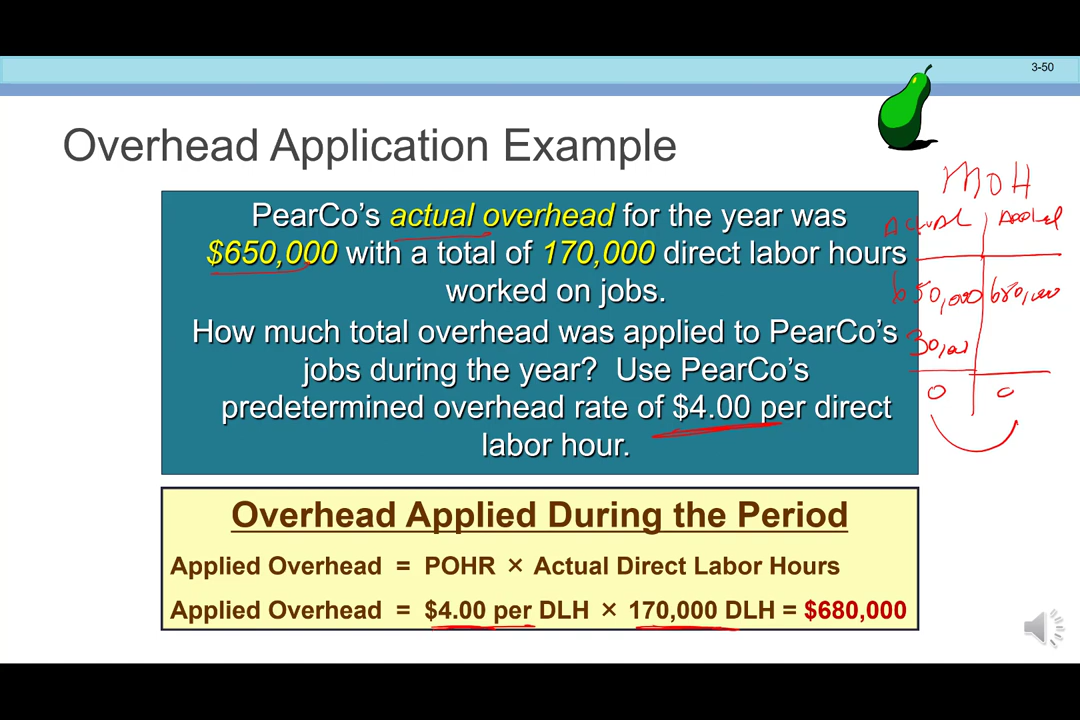 3-50
Overhead Application Example
PearCo's actual overhead for the year was
$650,000 with a total of 170,000 direct labor hours
worked on jobs.
How much total overhead was applied to PearCo's
jobs during the year? Use PearCo's
predetermined overhead rate of $4.00 per direct
labor hour.
MOH
Actual Applied
650,000 680,000
30,000
0 0
Overhead Applied During the Period
Applied Overhead = POHR × Actual Direct Labor Hours
Applied Overhead = $4.00 per DLH × 170,000 DLH = $680,000